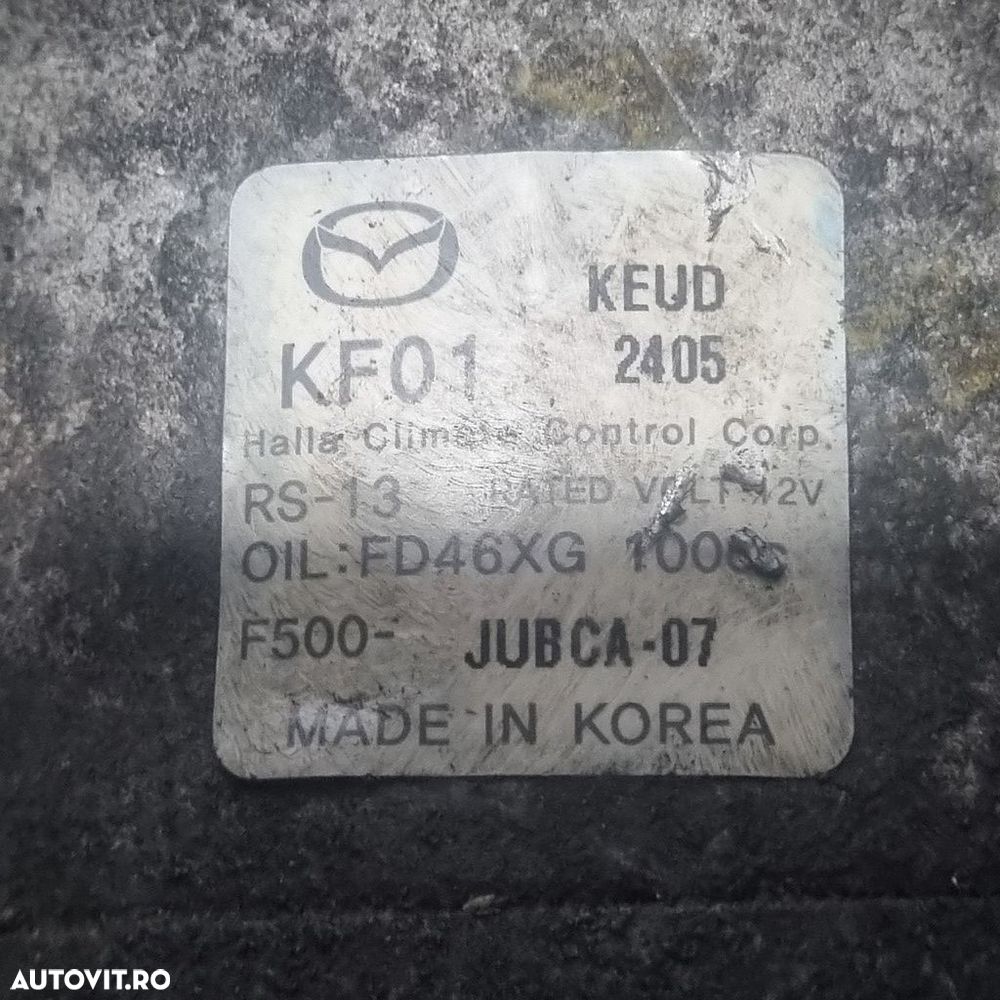 KEUD
KF01 2405
Halla Climate Control Corp.
RS-13 RATED VOLT 12V
OIL:FD46XG 100cc
F500- JUBCA-07
MADE IN KOREA
AUTOVIT.RO